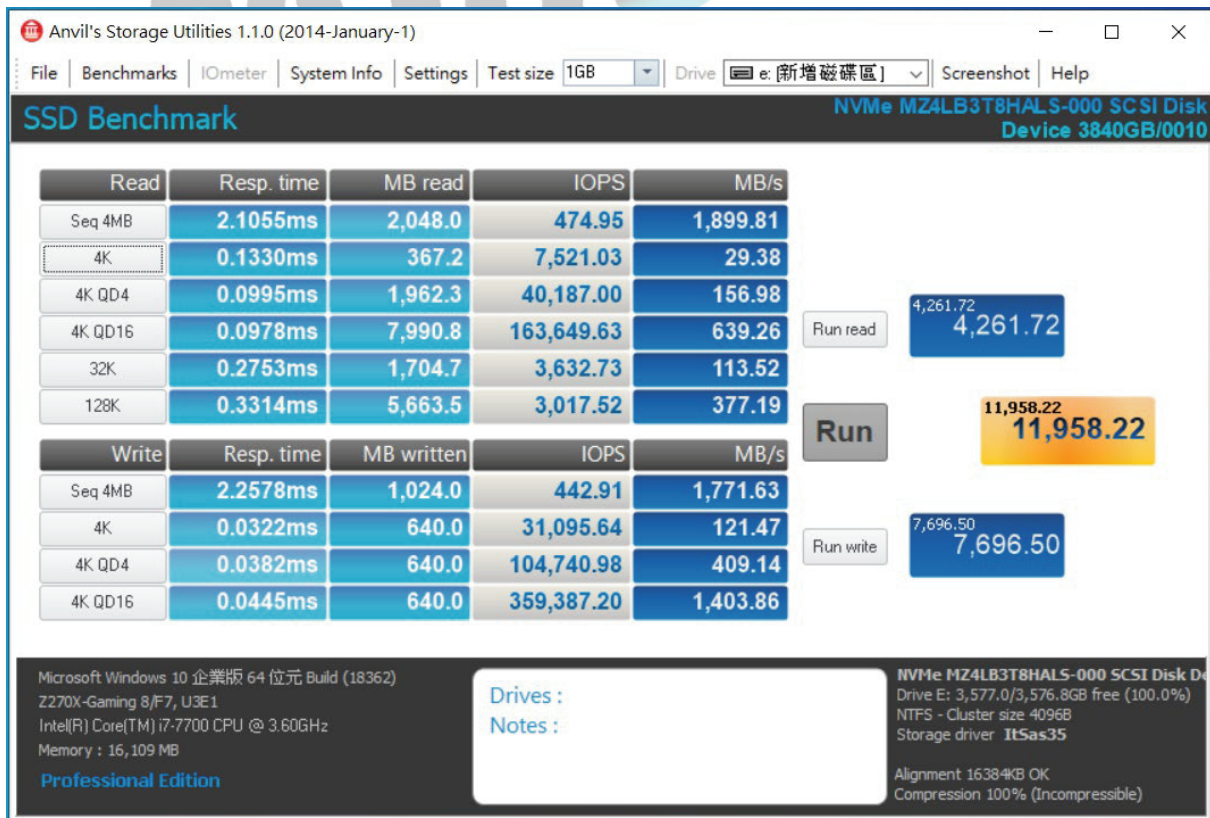 Anvil's Storage Utilities 1.1.0 (2014-January-1)
File Benchmarks IOmeter System Info Settings Test size 1GB Drive e: [新增磁碟區] Screenshot Help
SSD Benchmark
NVMe MZ4LB3T8HALS-000 SCSI Disk
Device 3840GB/0010
Read Resp. time MB read IOPS MB/s
Seq 4MB 2.1055ms 2,048.0 474.95 1,899.81
4K 0.1330ms 367.2 7,521.03 29.38
4K QD4 0.0995ms 1,962.3 40,187.00 156.98
4K QD16 0.0978ms 7,990.8 163,649.63 639.26
32K 0.2753ms 1,704.7 3,632.73 113.52
128K 0.3314ms 5,663.5 3,017.52 377.19
Run read
4,261.72
4,261.72
Run
11,958.22
11,958.22
Write Resp. time MB written IOPS MB/s
Seq 4MB 2.2578ms 1,024.0 442.91 1,771.63
4K 0.0322ms 640.0 31,095.64 121.47
4K QD4 0.0382ms 640.0 104,740.98 409.14
4K QD16 0.0445ms 640.0 359,387.20 1,403.86
Run write
7,696.50
7,696.50
Microsoft Windows 10 企業版 64 位元 Build (18362)
Z270X-Gaming 8/F7, U3E1
Intel(R) Core(TM) i7-7700 CPU @ 3.60GHz
Memory : 16,109 MB
Professional Edition
Drives :
Notes :
NVMe MZ4LB3T8HALS-000 SCSI Disk De
Drive E: 3,577.0/3,576.8GB free (100.0%)
NTFS - Cluster size 4096B
Storage driver ItSas35
Alignment 16384KB OK
Compression 100% (Incompressible)